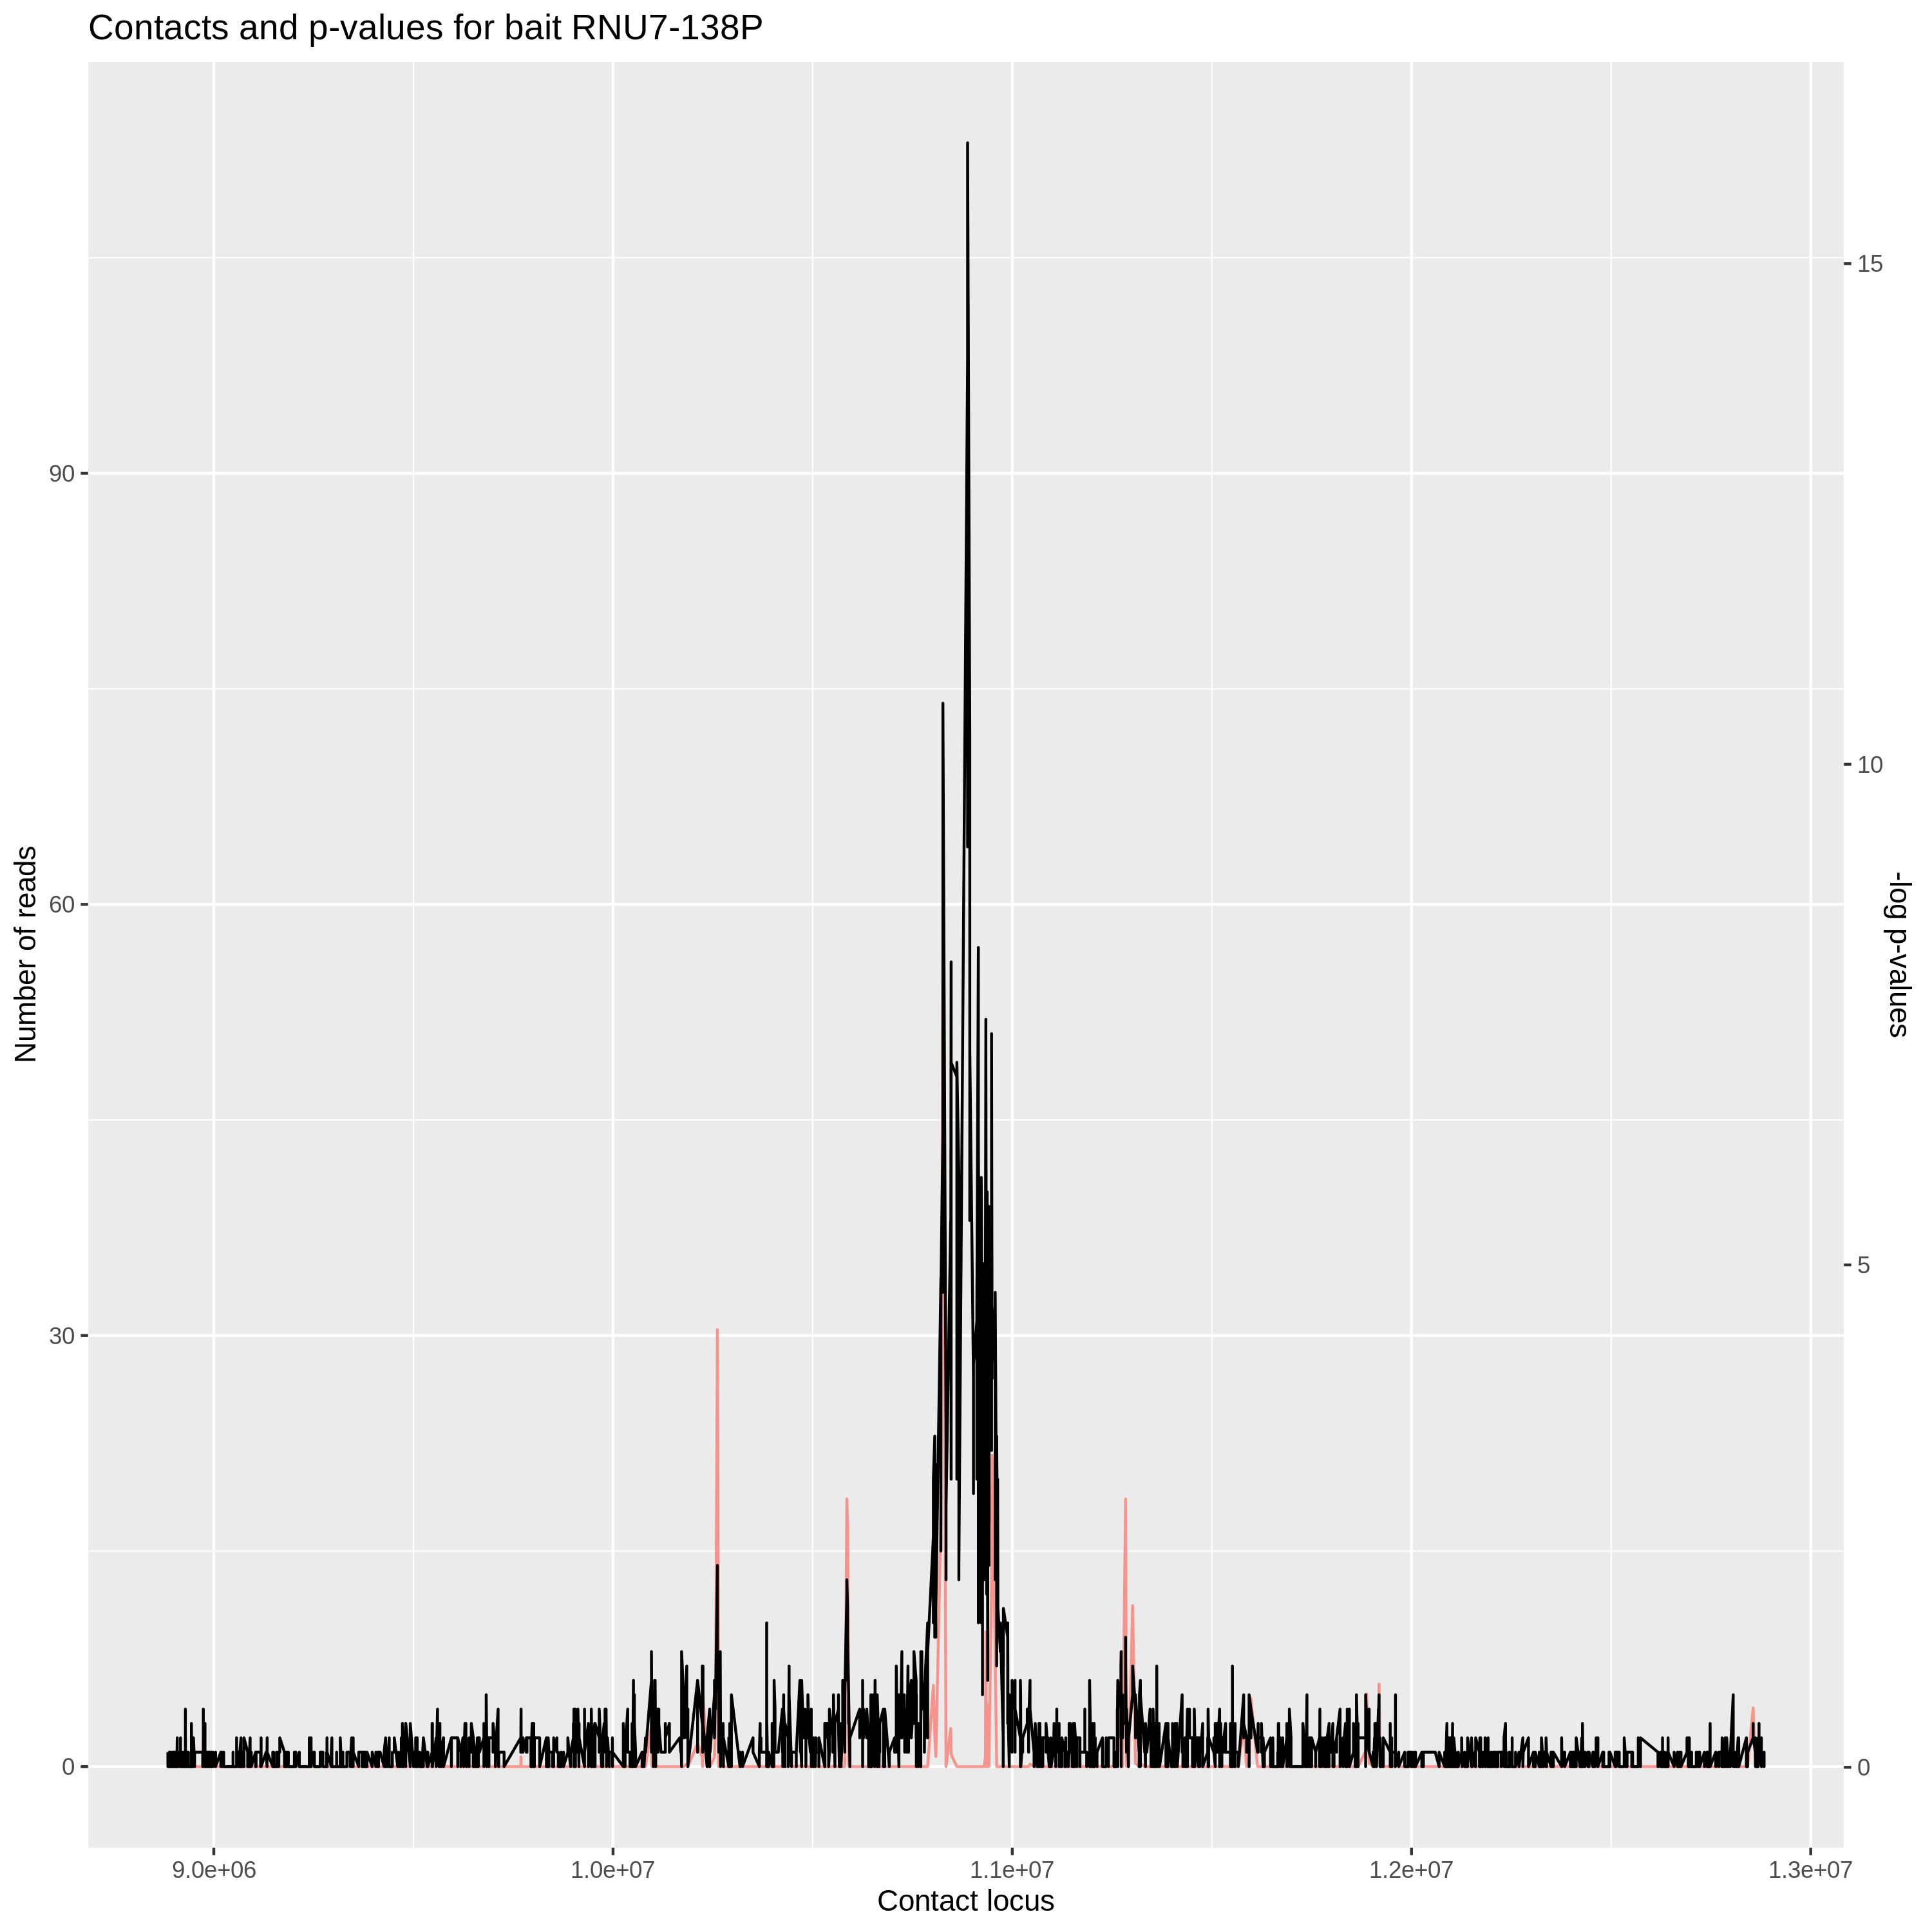 Contacts and p-values for bait RNU7-138P
Number of reads
90
60
30
0
15
10
5
0
-log p-values
9.0e+06
1.0e+07
1.1e+07
1.2e+07
1.3e+07
Contact locus